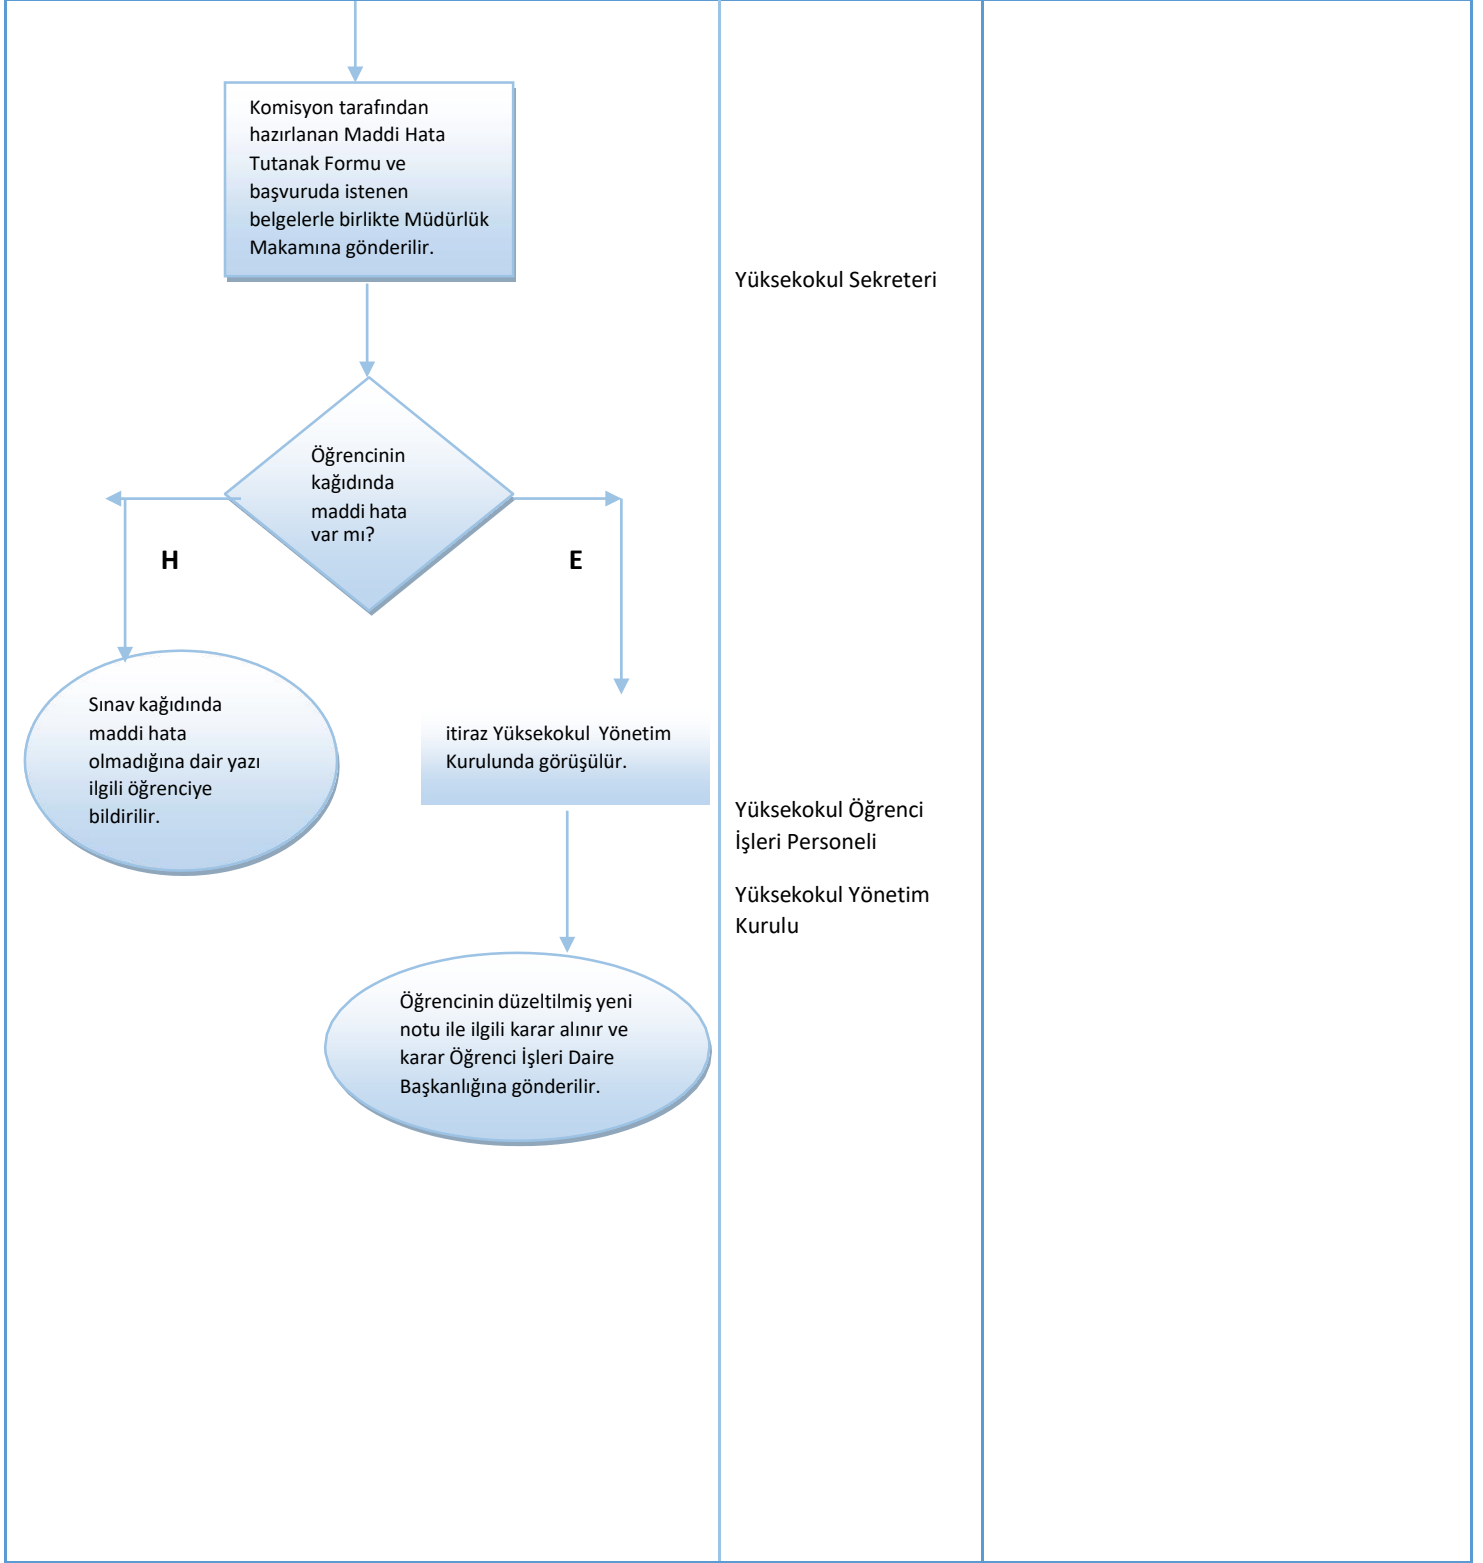 Komisyon tarafından
hazırlanan Maddi Hata
Tutanak Formu ve
başvuruda istenen
belgelerle birlikte Müdürlük
Makamına gönderilir.
Yüksekokul Sekreteri
Öğrencinin
kağıdında
maddi hata
var mı?
H
E
Sınav kağıdında
maddi hata
olmadığına dair yazı
ilgili öğrenciye
bildirilir.
itiraz Yüksekokul Yönetim
Kurulunda görüşülür.
Yüksekokul Öğrenci
İşleri Personeli
Yüksekokul Yönetim
Kurulu
Öğrencinin düzeltilmiş yeni
notu ile ilgili karar alınır ve
karar Öğrenci İşleri Daire
Başkanlığına gönderilir.